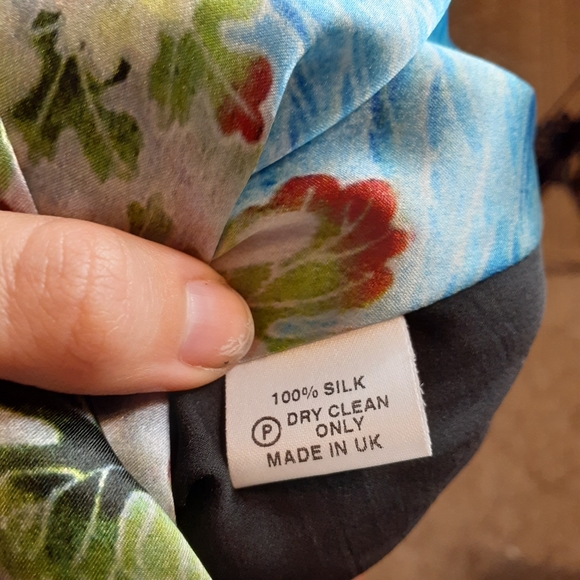 100% SILK
P DRY CLEAN
ONLY
MADE IN UK